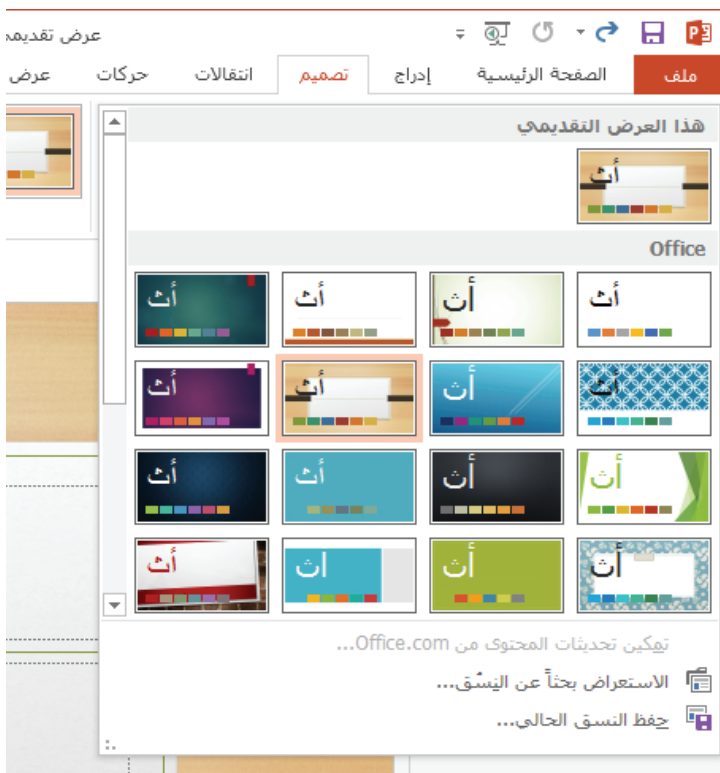 عرض تقديمي
ملف الصفحة الرئيسية إدراج تصميم انتقالات حركات عرض
هذا العرض التقديمي
أث
Office
أث أث أث أث
أث أث أث أث
أث أث أث أث
أث أث اث أث
تمكين تحديثات المحتوى من Office.com...
الاستعراض بحثاً عن النِسُق...
حفظ النسق الحالي...